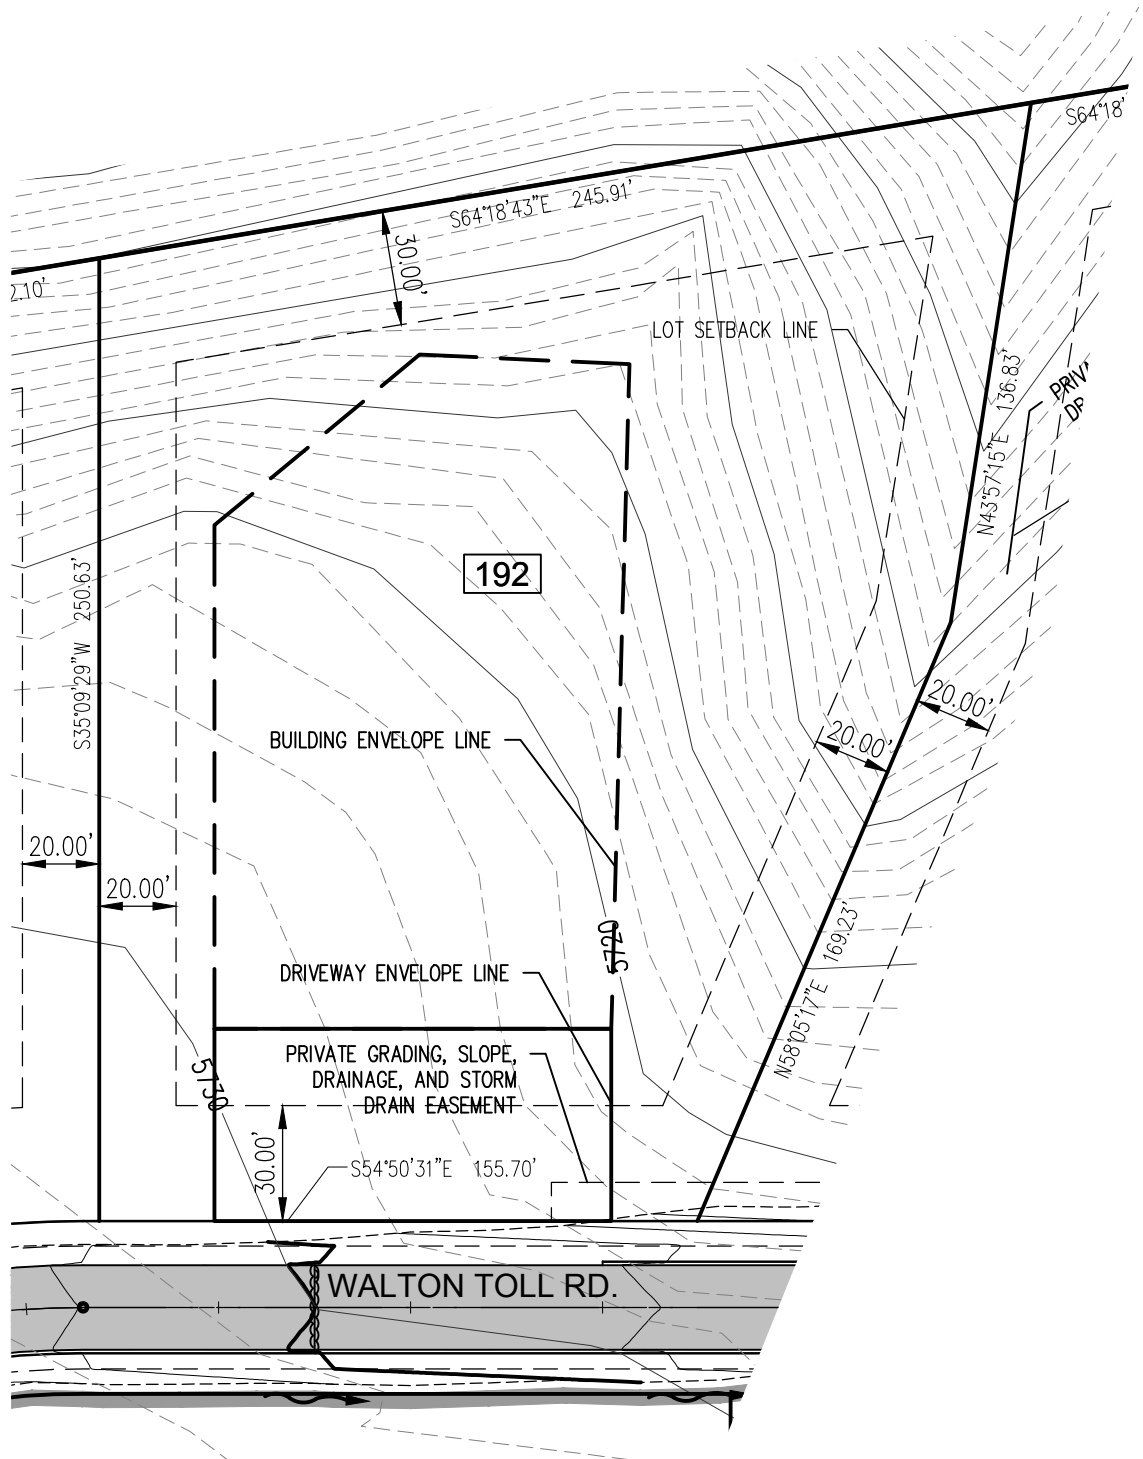 S64°18'
S64°18'43"E 245.91'
30.00'
2.10'
LOT SETBACK LINE
N43°57'15"E 136.83'
192
S35°09'29"W 250.63'
20.00'
20.00'
BUILDING ENVELOPE LINE
20.00'
20.00'
5720
N58°05'17"E 169.23'
DRIVEWAY ENVELOPE LINE
5730
PRIVATE GRADING, SLOPE,
DRAINAGE, AND STORM
DRAIN EASEMENT
30.00'
S54°50'31"E 155.70'
WALTON TOLL RD.